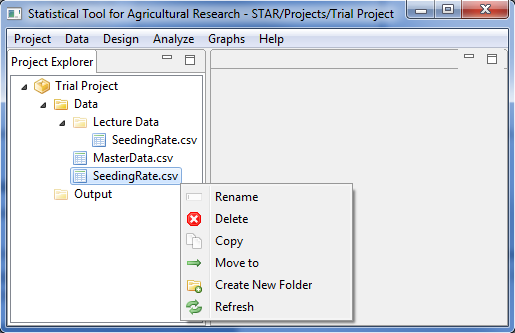 Statistical Tool for Agricultural Research - STAR/Projects/Trial Project
Project Data Design Analyze Graphs Help
Project Explorer
Trial Project
Data
Lecture Data
SeedingRate.csv
MasterData.csv
SeedingRate.csv
Output
Rename
Delete
Copy
Move to
Create New Folder
Refresh